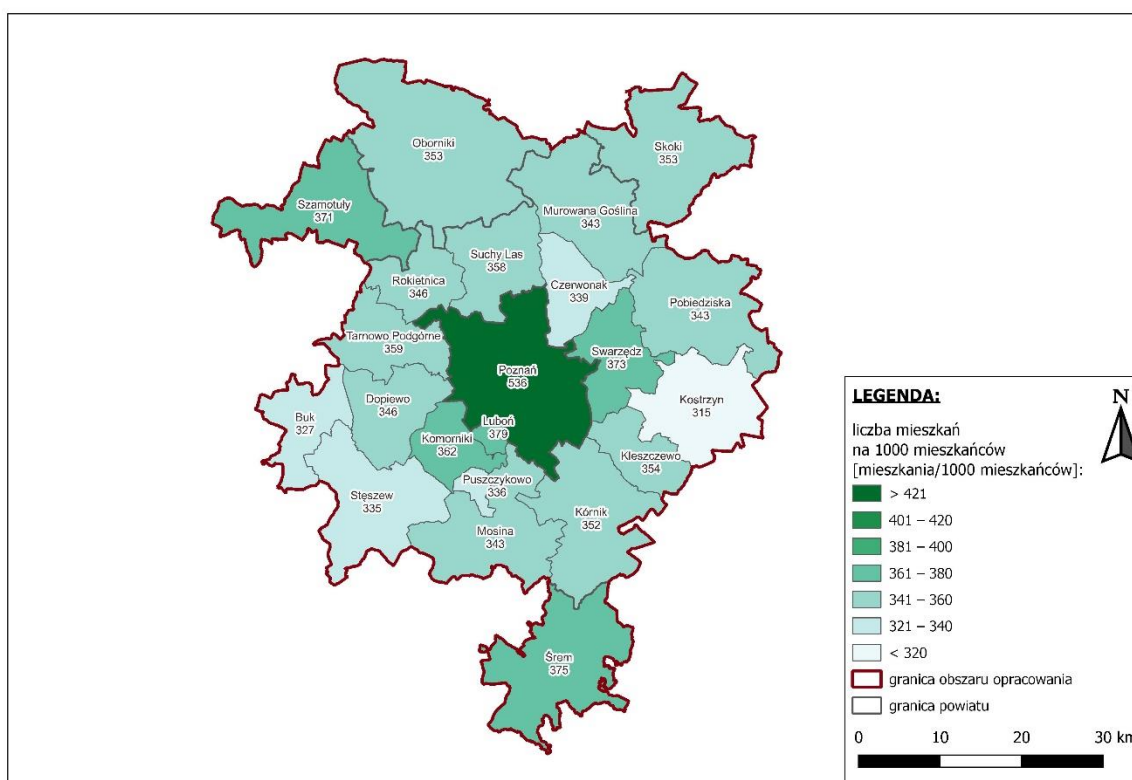 Oborniki
353
Skoki
353
Szamotuły
371
Murowana Goślina
343
Suchy Las
358
Rokietnica
346
Czerwonak
339
Pobiedziska
343
Tarnowo Podgórne
359
Swarzędz
373
Poznań
536
Kostrzyn
315
Dopiewo
346
Buk
327
Luboń
379
Komorniki
362
Kleszczewo
354
Puszczykowo
336
Stęszew
335
Kórnik
352
Mosina
343
Śrem
375
LEGENDA:
N
liczba mieszkań
na 1000 mieszkańców
[mieszkania/1000 mieszkańców]:
> 421
401 – 420
381 – 400
361 – 380
341 – 360
321 – 340
< 320
granica obszaru opracowania
granica powiatu
0 10 20 30 km